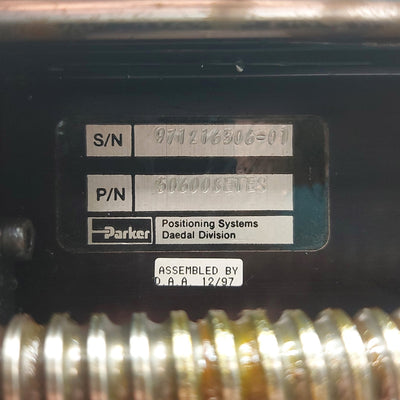 S/N 971216306-01
P/N 506006ETES
Parker Positioning Systems
Daedal Division
ASSEMBLED BY
D.A.A. 12/97